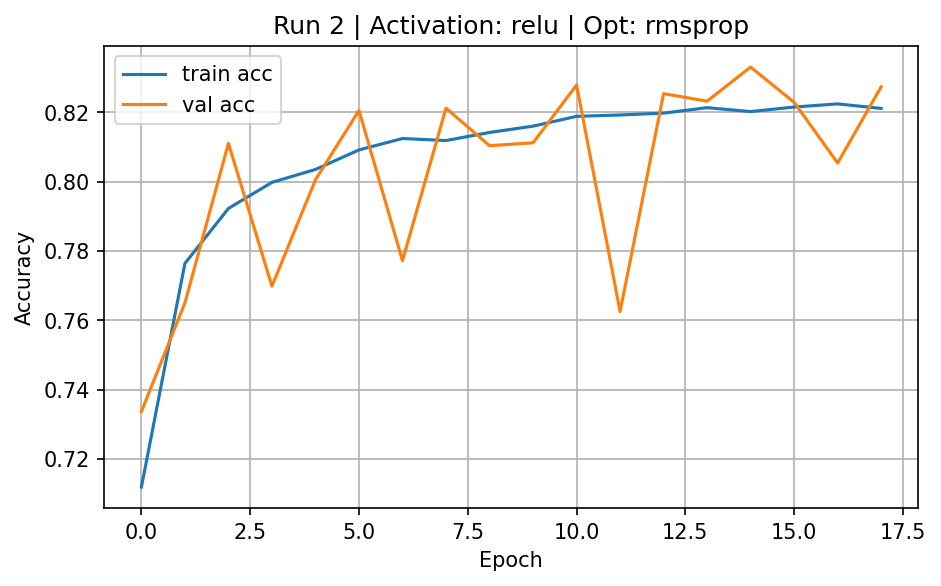 Run 2 | Activation: relu | Opt: rmsprop
train acc
val acc
Accuracy
0.82
0.80
0.78
0.76
0.74
0.72
0.0 2.5 5.0 7.5 10.0 12.5 15.0 17.5
Epoch